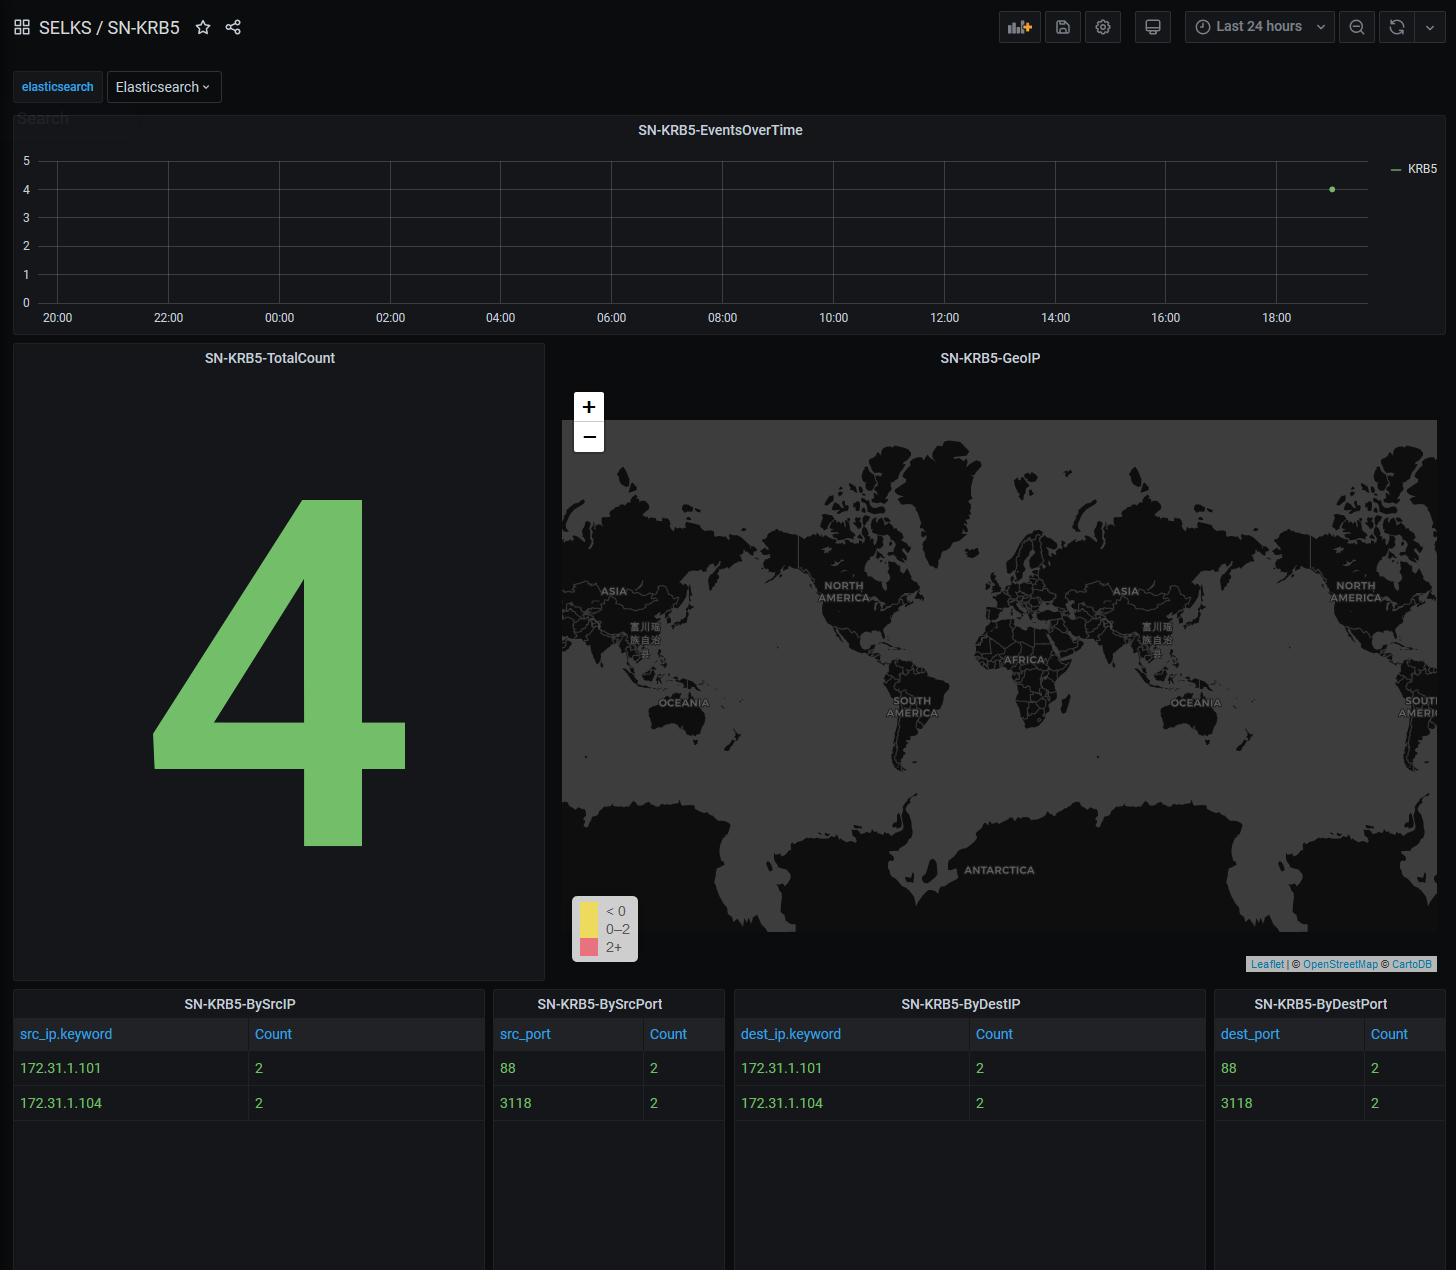 SELKS / SN-KRB5
Last 24 hours
elasticsearch
Elasticsearch
Search
SN-KRB5-EventsOverTime
5
4
3
2
1
0
20:00 22:00 00:00 02:00 04:00 06:00 08:00 10:00 12:00 14:00 16:00 18:00
KRB5
SN-KRB5-TotalCount
4
SN-KRB5-GeoIP
+
−
NORTH
AMERICA
NORTH
AMERICA
ASIA
ASIA
富川瑶
族自治
县
富川瑶
族自治
县
AFRICA
OCEANIA
OCEANIA
SOUTH
AMERICA
SOUT
AMERI
ANTARCTICA
< 0
0–2
2+
Leaflet | © OpenStreetMap © CartoDB
SN-KRB5-BySrcIP
src_ip.keyword Count
172.31.1.101 2
172.31.1.104 2
SN-KRB5-BySrcPort
src_port Count
88 2
3118 2
SN-KRB5-ByDestIP
dest_ip.keyword Count
172.31.1.101 2
172.31.1.104 2
SN-KRB5-ByDestPort
dest_port Count
88 2
3118 2